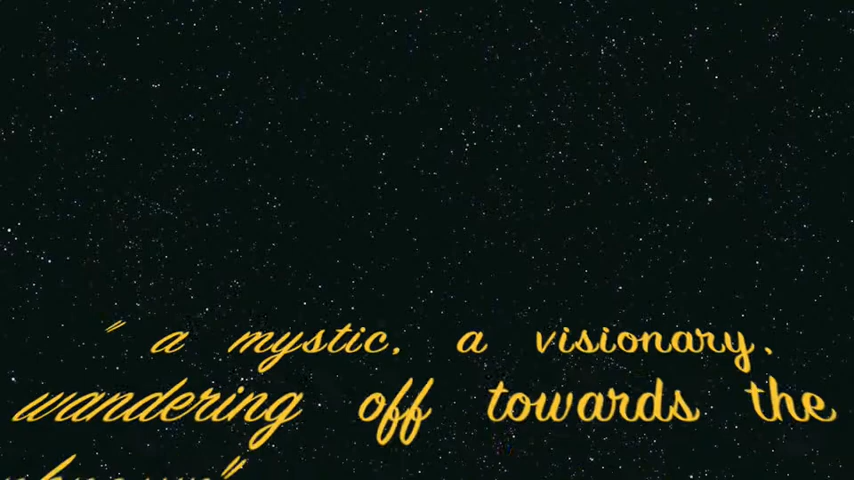 " a mystic, a visionary,
wandering off towards the